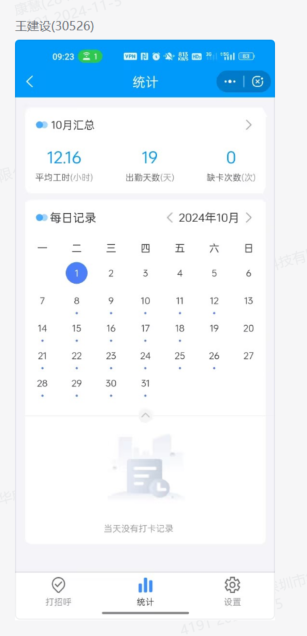 王建设(30526)
09:23 1
统计
10月汇总
12.16 19 0
平均工时(小时) 出勤天数(天) 缺卡次数(次)
每日记录 2024年10月
一 二 三 四 五 六 日
1 2 3 4 5 6
7 8 9 10 11 12 13
14 15 16 17 18 19 20
21 22 23 24 25 26 27
28 29 30 31
当天没有打卡记录
打招呼 统计 设置